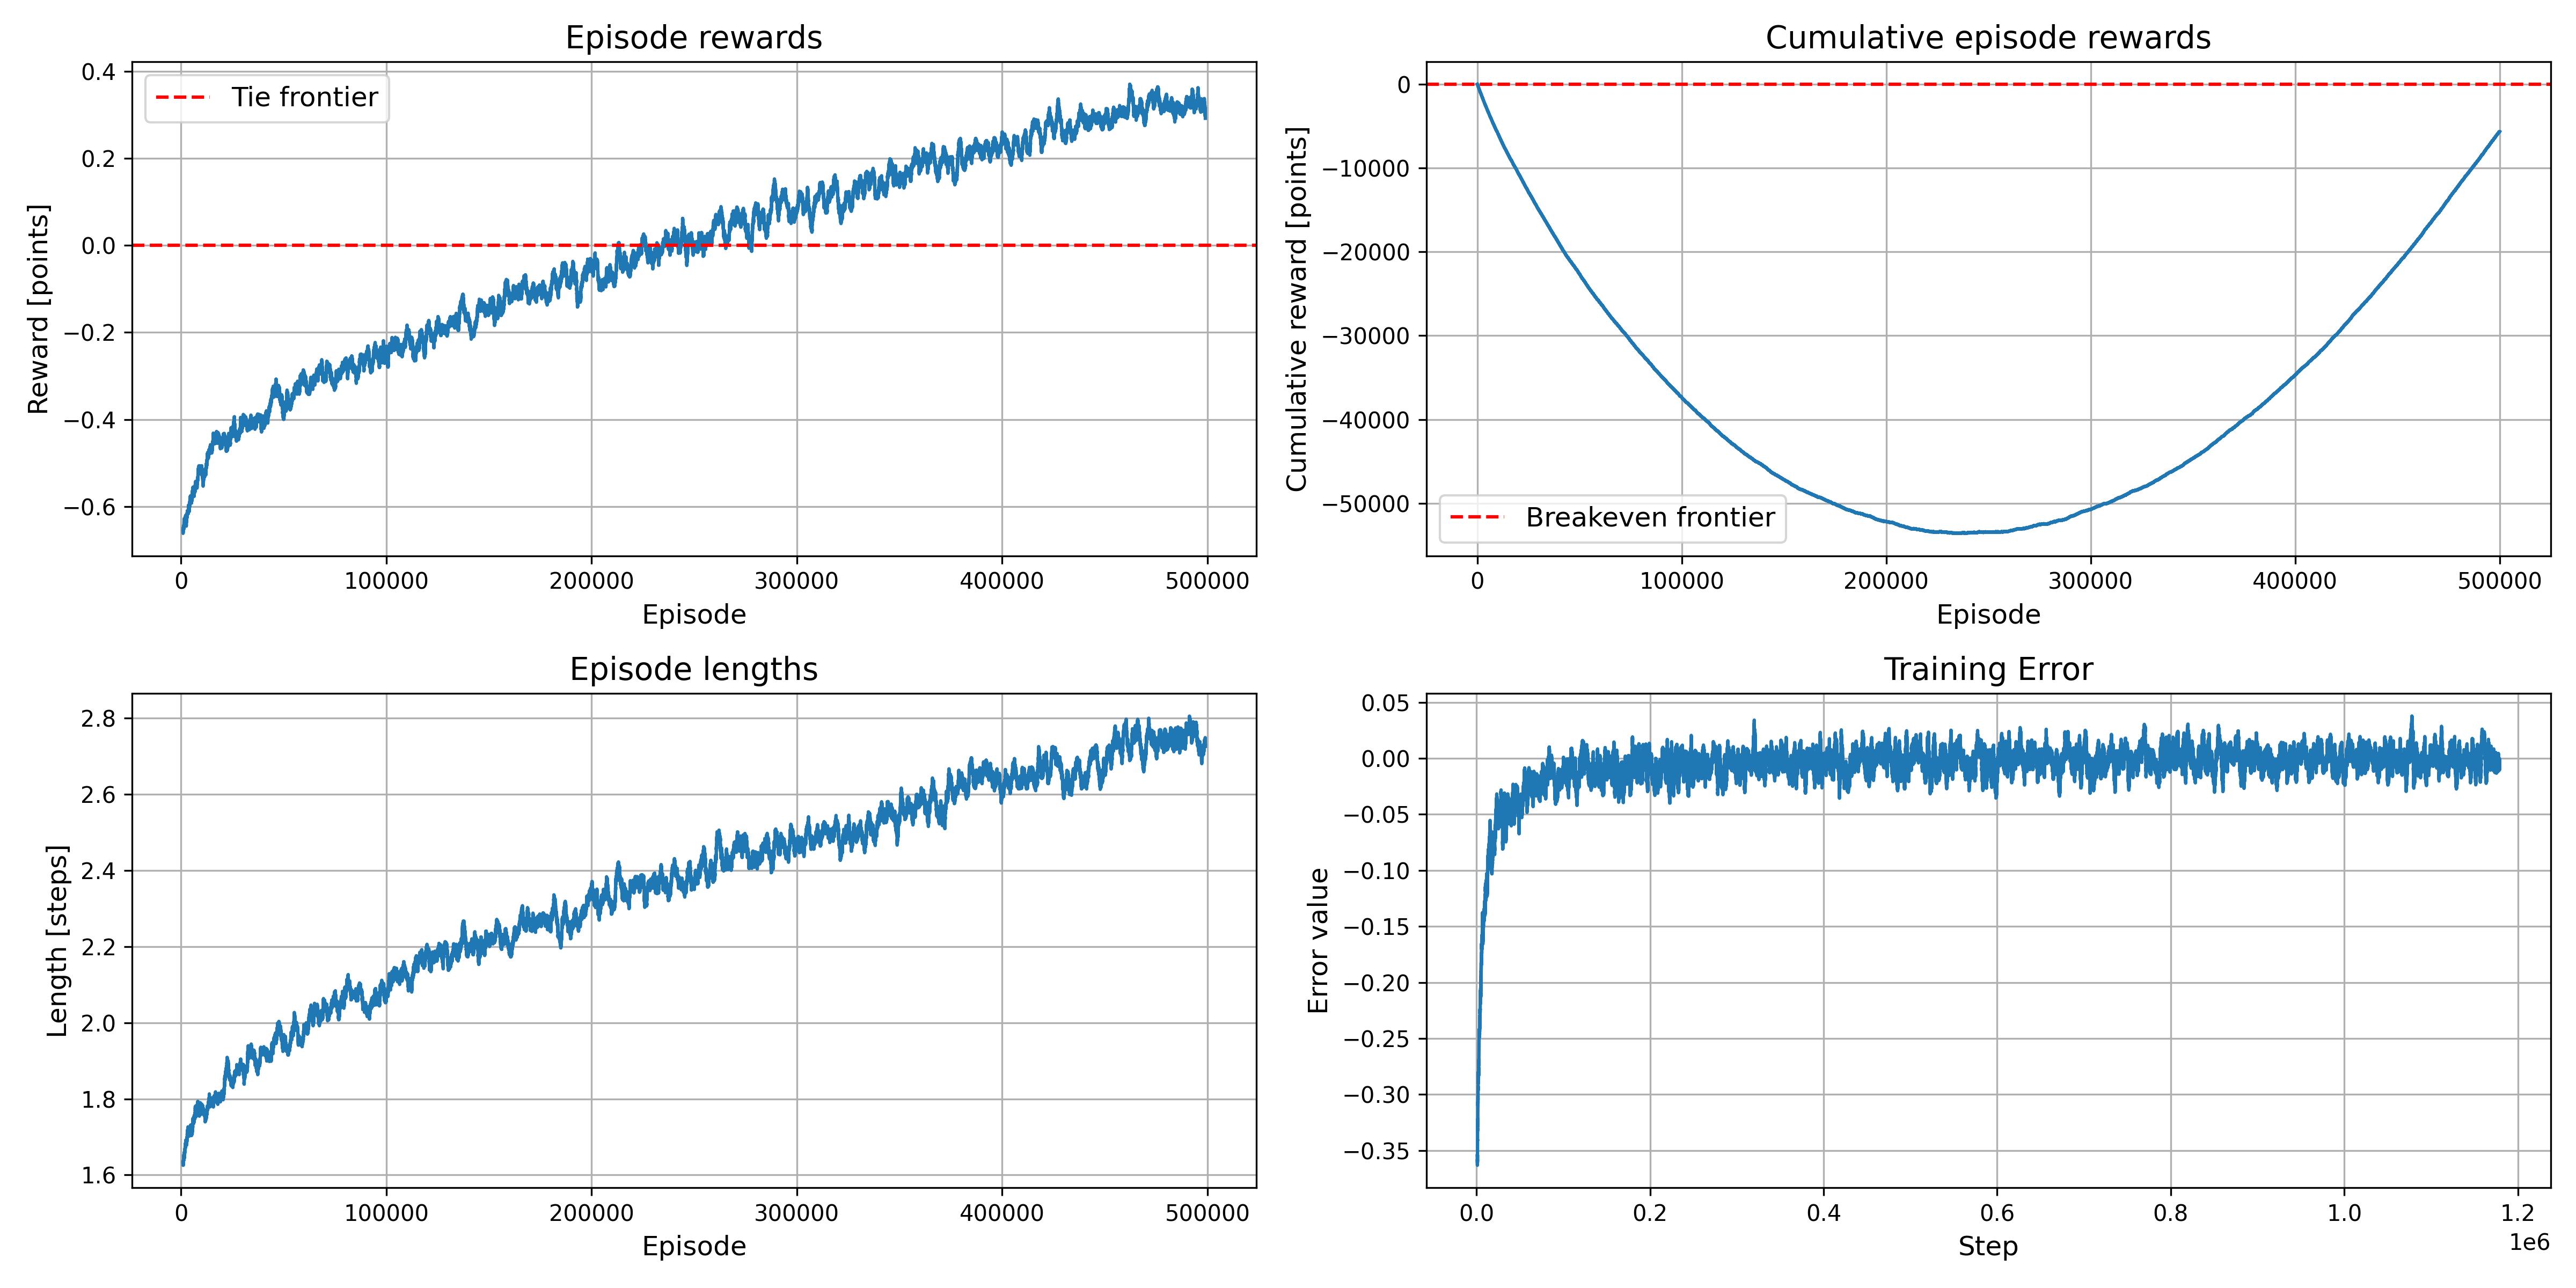 Episode rewards
Reward [points]
0.4
0.2
0.0
−0.2
−0.4
−0.6
Tie frontier
0 100000 200000 300000 400000 500000
Episode
Cumulative episode rewards
Cumulative reward [points]
0
−10000
−20000
−30000
−40000
−50000
Breakeven frontier
0 100000 200000 300000 400000 500000
Episode
Episode lengths
Length [steps]
2.8
2.6
2.4
2.2
2.0
1.8
1.6
0 100000 200000 300000 400000 500000
Episode
Training Error
Error value
0.05
0.00
−0.05
−0.10
−0.15
−0.20
−0.25
−0.30
−0.35
0.0 0.2 0.4 0.6 0.8 1.0 1.2
1e6
Step